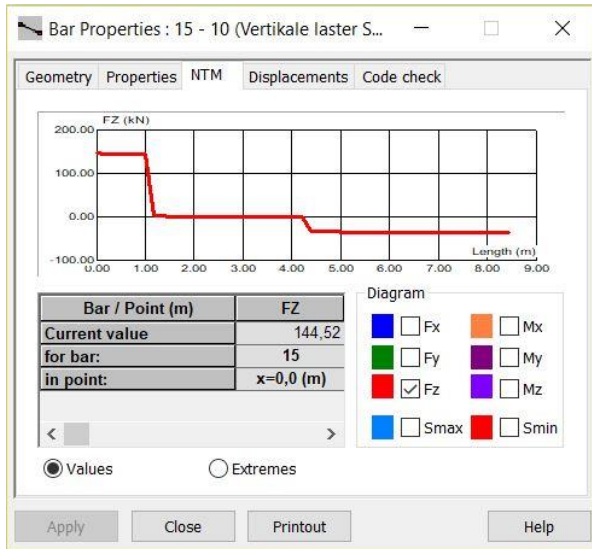 Bar Properties : 15 - 10 (Vertikale laster S...
Geometry Properties NTM Displacements Code check
FZ (kN)
200.00
100.00
0.00
-100.00
Length (m)
0.00 1.00 2.00 3.00 4.00 5.00 6.00 7.00 8.00 9.00
Bar / Point (m) FZ
Current value 144,52
for bar: 15
in point: x=0,0 (m)
Diagram
Fx Mx
Fy My
Fz Mz
Smax Smin
Values Extremes
Apply Close Printout Help